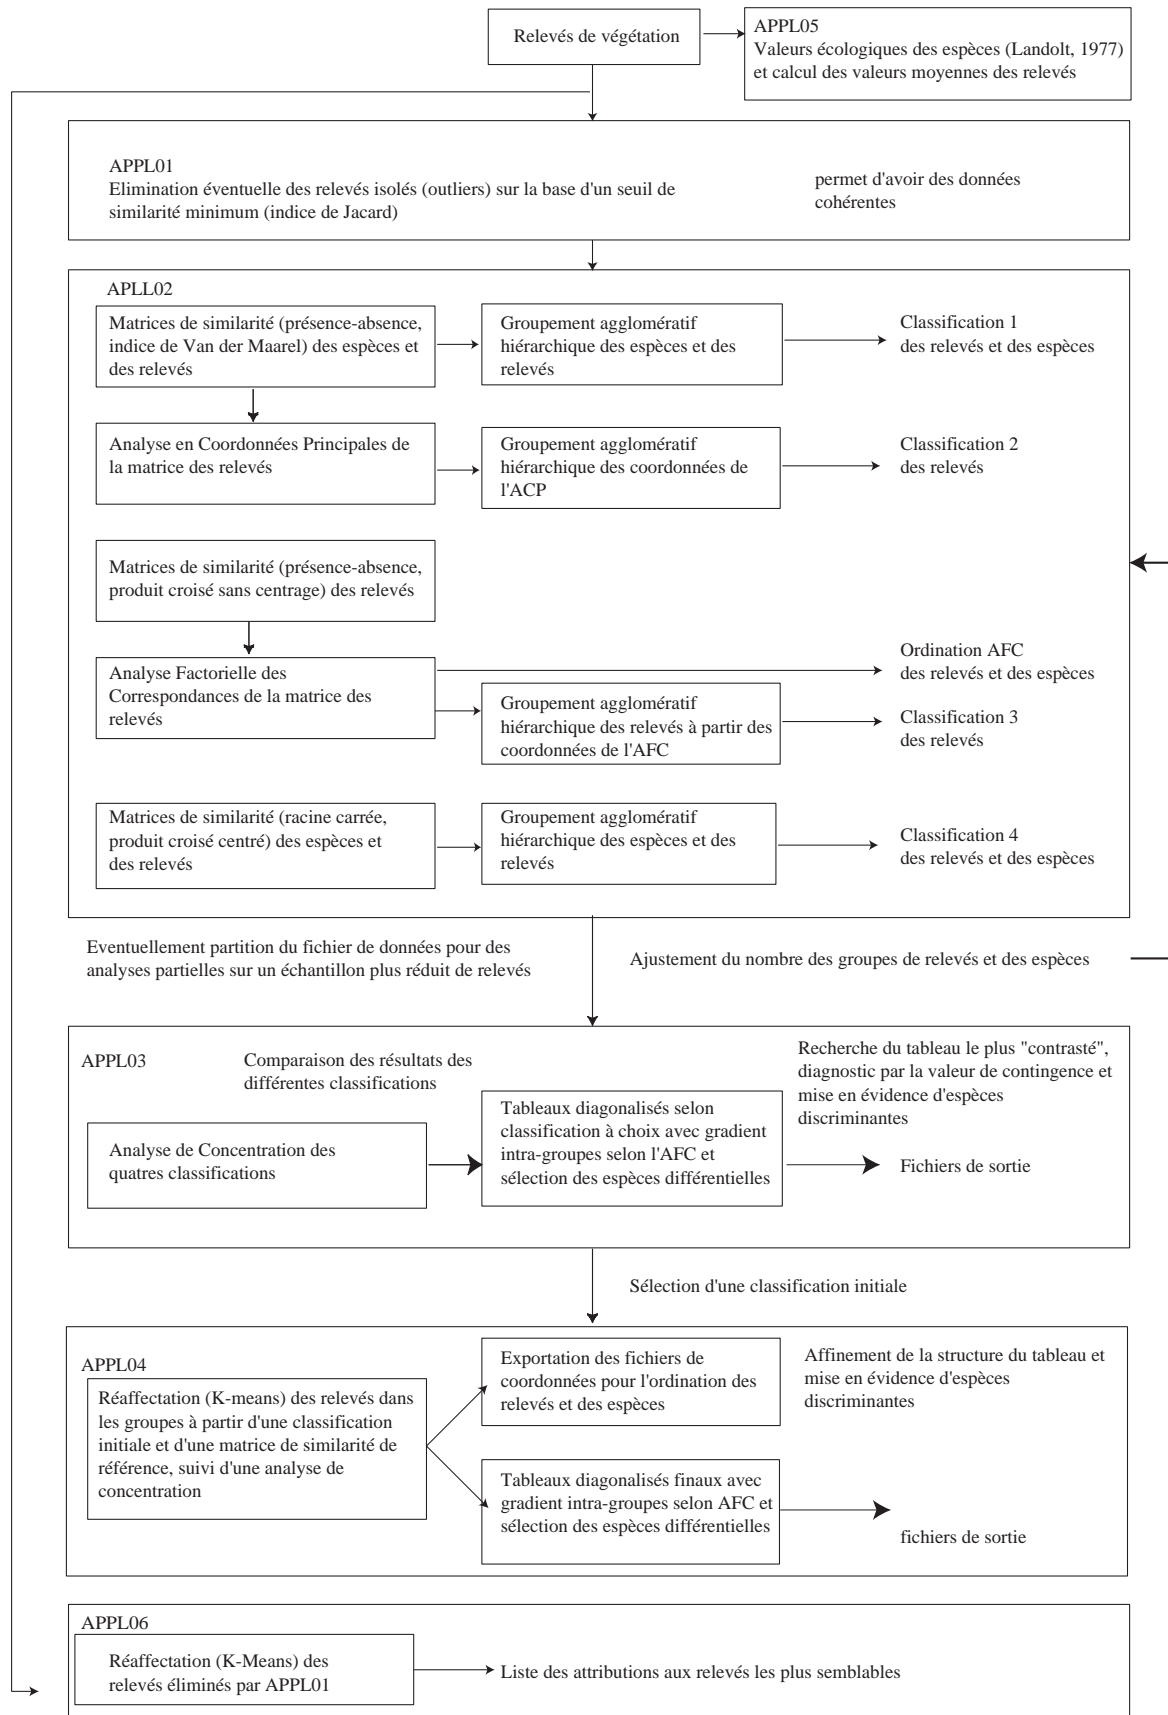 Relevés de végétation
APPL05
Valeurs écologiques des espèces (Landolt, 1977)
et calcul des valeurs moyennes des relevés
APPL01
Elimination éventuelle des relevés isolés (outliers) sur la base d'un seuil de
similarité minimum (indice de Jacard)
permet d'avoir des données
cohérentes
APLL02
Matrices de similarité (présence-absence,
indice de Van der Maarel) des espèces et
des relevés
Groupement agglomératif
hiérarchique des espèces et des
relevés
Classification 1
des relevés et des espèces
Analyse en Coordonnées Principales de
la matrice des relevés
Groupement agglomératif
hiérarchique des coordonnées de
l'ACP
Classification 2
des relevés
Matrices de similarité (présence-absence,
produit croisé sans centrage) des relevés
Analyse Factorielle des
Correspondances de la matrice des
relevés
Ordination AFC
des relevés et des espèces
Groupement agglomératif
hiérarchique des relevés à partir des
coordonnées de l'AFC
Classification 3
des relevés
Matrices de similarité (racine carrée,
produit croisé centré) des espèces et
des relevés
Groupement agglomératif
hiérarchique des espèces et des
relevés
Classification 4
des relevés et des espèces
Eventuellement partition du fichier de données pour des
analyses partielles sur un échantillon plus réduit de relevés
Ajustement du nombre des groupes de relevés et des espèces
APPL03
Comparaison des résultats des
différentes classifications
Recherche du tableau le plus "contrasté",
diagnostic par la valeur de contingence et
mise en évidence d'espèces
discriminantes
Analyse de Concentration des
quatres classifications
Tableaux diagonalisés selon
classification à choix avec gradient
intra-groupes selon l'AFC et
sélection des espèces différentielles
Fichiers de sortie
Sélection d'une classification initiale
APPL04
Réaffectation (K-means) des relevés dans
les groupes à partir d'une classification
initiale et d'une matrice de similarité de
référence, suivi d'une analyse de
concentration
Exportation des fichiers de
coordonnées pour l'ordination des
relevés et des espèces
Affinement de la structure du tableau et
mise en évidence d'espèces
discriminantes
Tableaux diagonalisés finaux avec
gradient intra-groupes selon AFC et
sélection des espèces différentielles
fichiers de sortie
APPL06
Réaffectation (K-Means) des
relevés éliminés par APPL01
Liste des attributions aux relevés les plus semblables